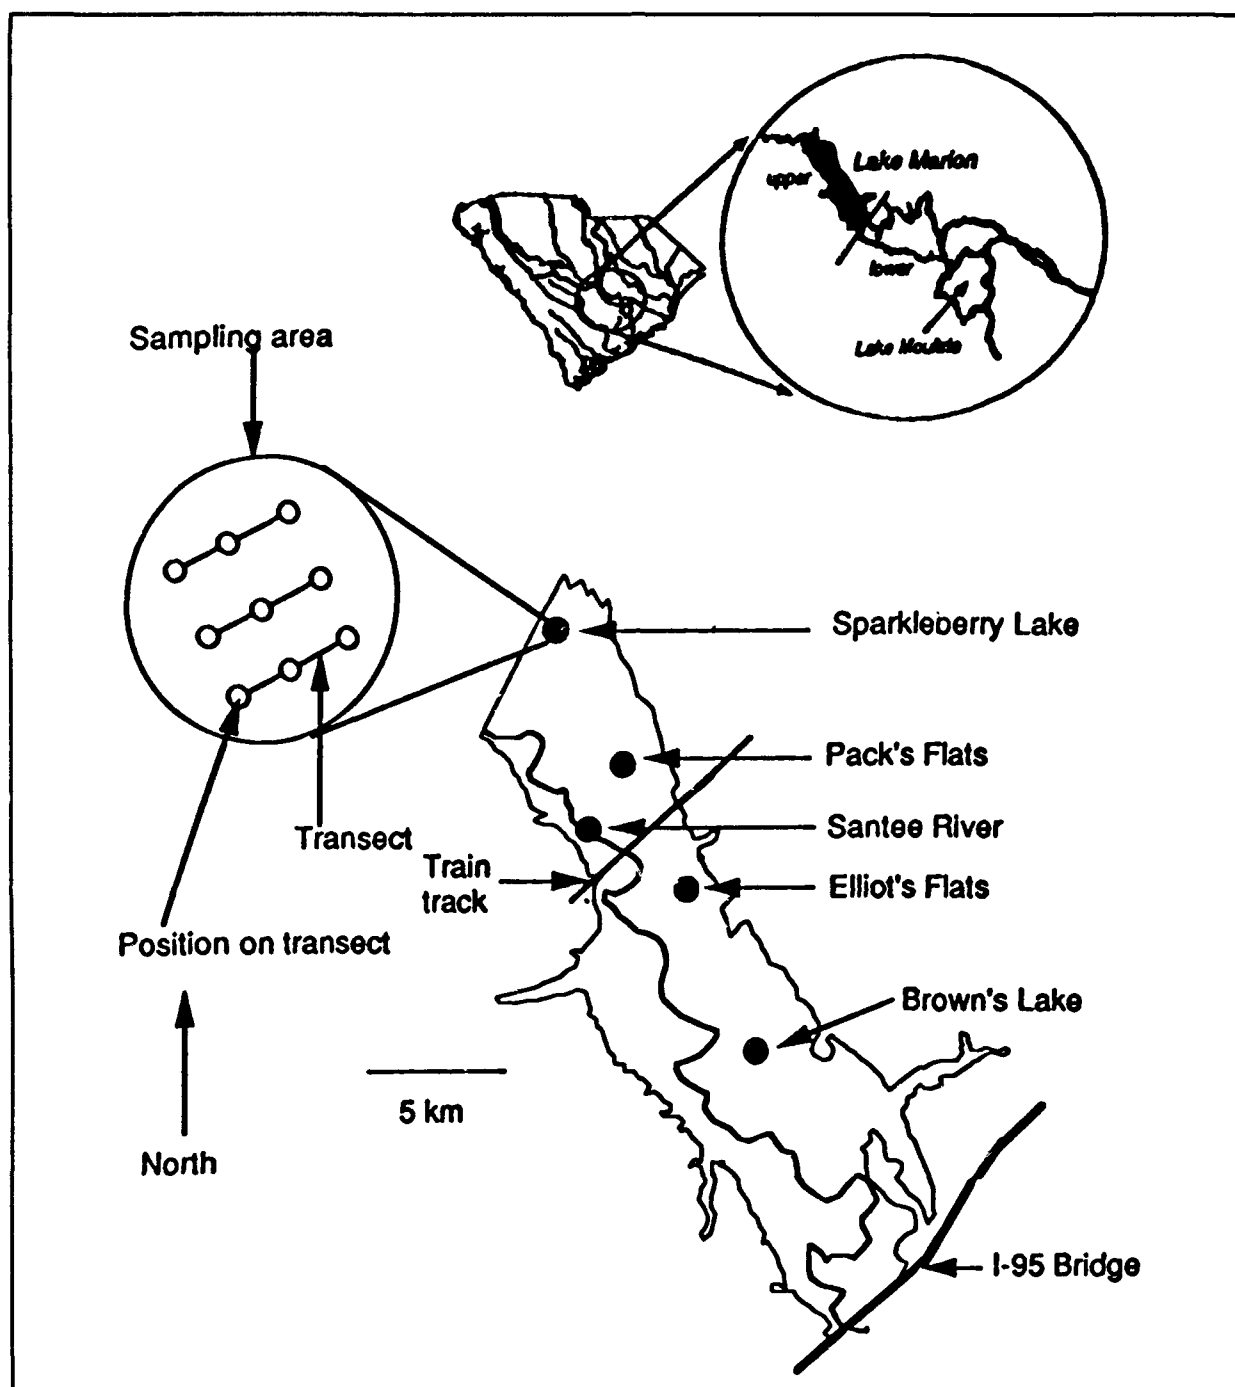 Lake Marion
upper
lower
Lake Moultrie
Sampling area
Sparkleberry Lake
Pack's Flats
Santee River
Transect
Train
track
Elliot's Flats
Position on transect
Brown's Lake
5 km
North
I-95 Bridge